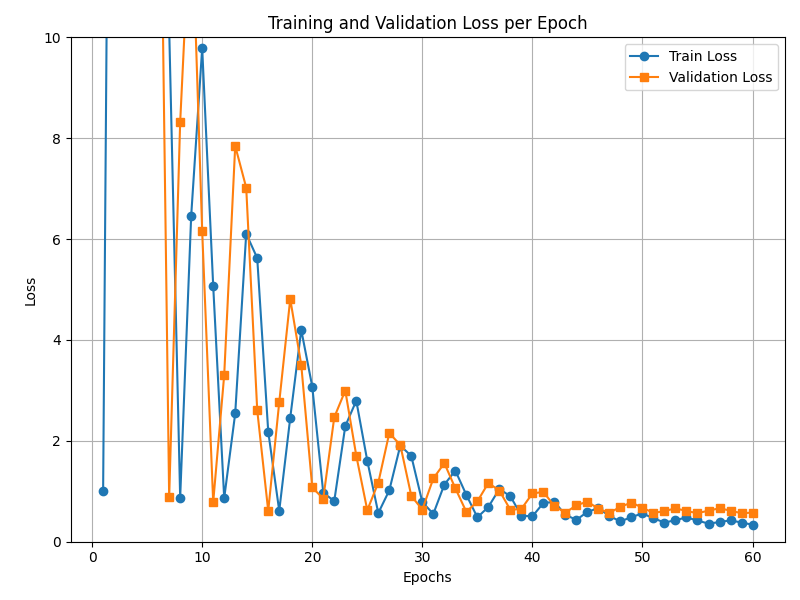 Training and Validation Loss per Epoch
Train Loss
Validation Loss
Loss
10
8
6
4
2
0
0 10 20 30 40 50 60
Epochs